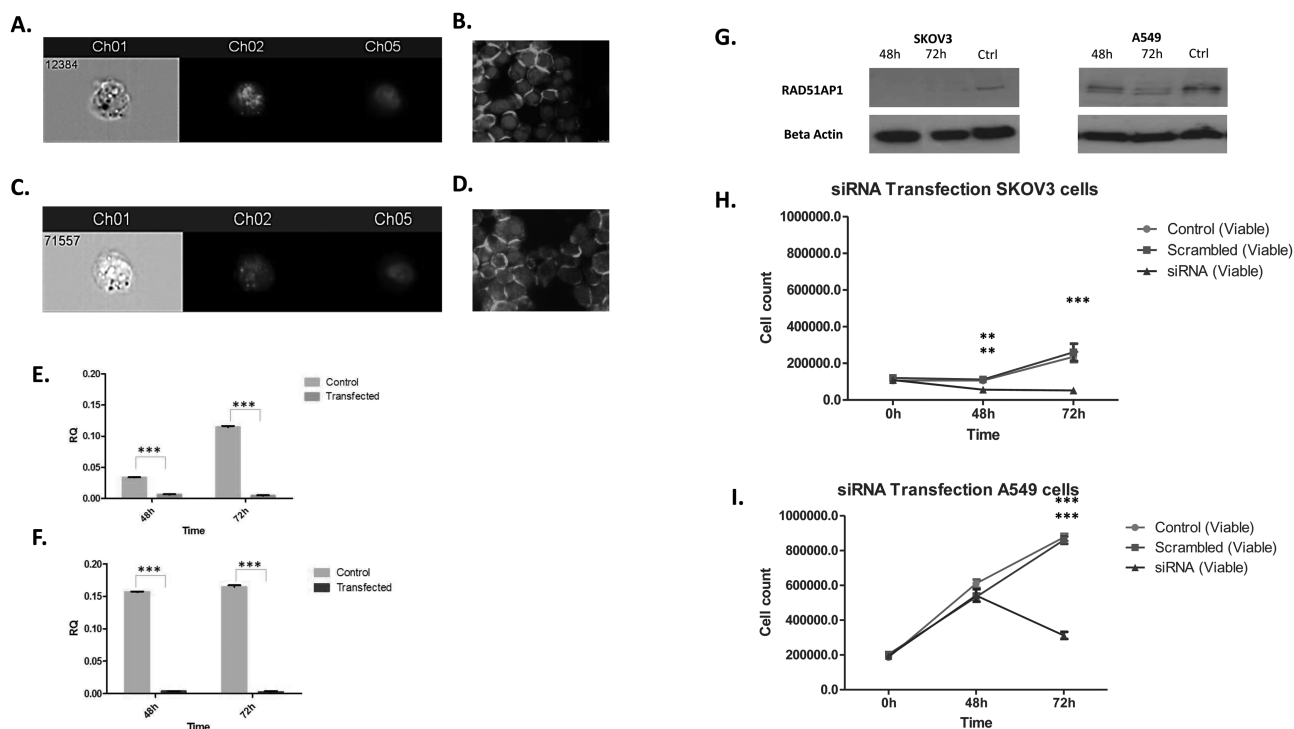 A.
Ch01 Ch02 Ch05
12384
B.
C.
Ch01 Ch02 Ch05
71557
D.
E.
RQ
0.20
0.15
0.10
0.05
0.00
***
***
48h
72h
Time
Control
Transfected
F.
RQ
0.20
0.15
0.10
0.05
0.00
***
***
48h
72h
Time
Control
Transfected
G.
SKOV3
48h 72h Ctrl
A549
48h 72h Ctrl
RAD51AP1
Beta Actin
H.
siRNA Transfection SKOV3 cells
Cell count
1000000.0
800000.0
600000.0
400000.0
200000.0
0.0
**
**
***
0h 48h 72h
Time
Control (Viable)
Scrambled (Viable)
siRNA (Viable)
I.
siRNA Transfection A549 cells
Cell count
1000000.0
800000.0
600000.0
400000.0
200000.0
0.0
***
***
0h 48h 72h
Time
Control (Viable)
Scrambled (Viable)
siRNA (Viable)